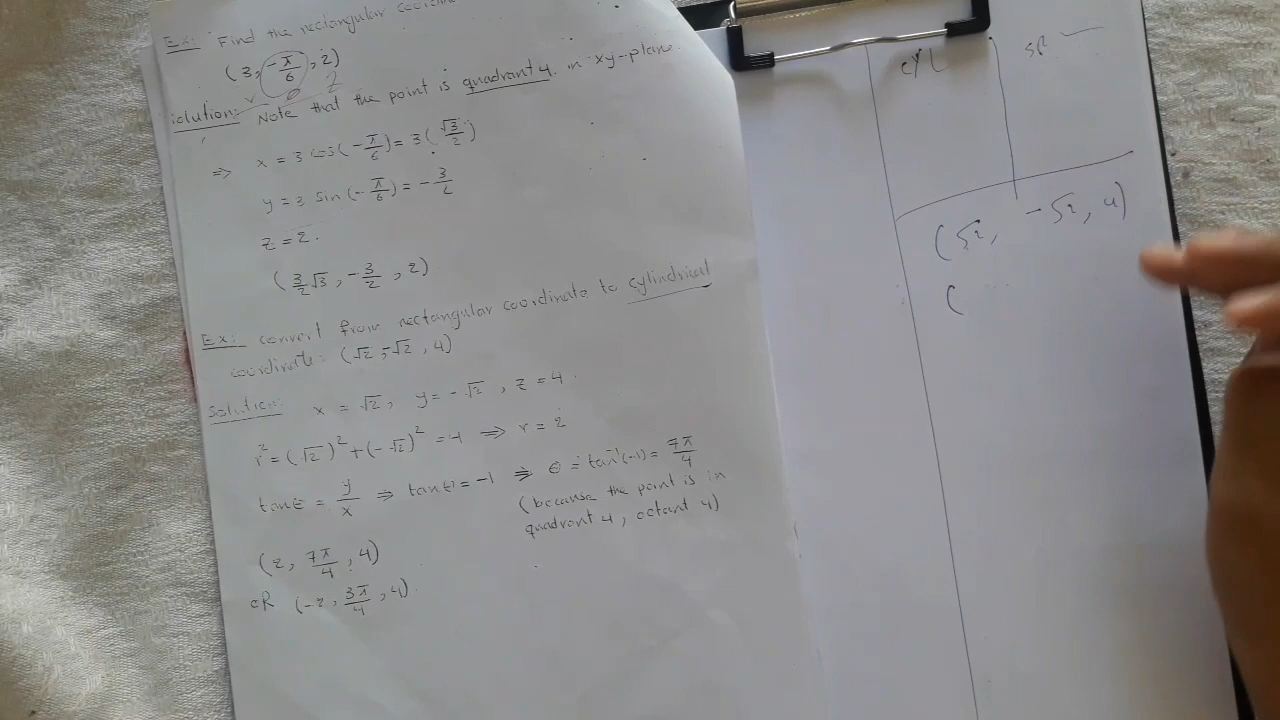 Ex: Find the rectangular
(3, -π/6, 2)
r θ z
Solution: Note that the point is quadrant 4. in xy-plane.
⇒ x = 3 cos(-π/6) = 3(√3/2)
y = 3 sin(-π/6) = -3/2
z = 2.
(3/2 √3, -3/2, 2)
Ex: convert from rectangular coordinate to cylindrical
coordinate: (√2, -√2, 4)
Solution: x = √2, y = -√2, z = 4.
r² = (√2)² + (-√2)² = 4 ⇒ r = 2
tanθ = y/x ⇒ tanθ = -1 ⇒ θ = tan⁻¹(-1) = 7π/4
(because the point is in
quadrant 4, octant 4)
(2, 7π/4, 4)
OR (-2, 3π/4, 4).
CYL
SP
(√2, -√2, 4)
(